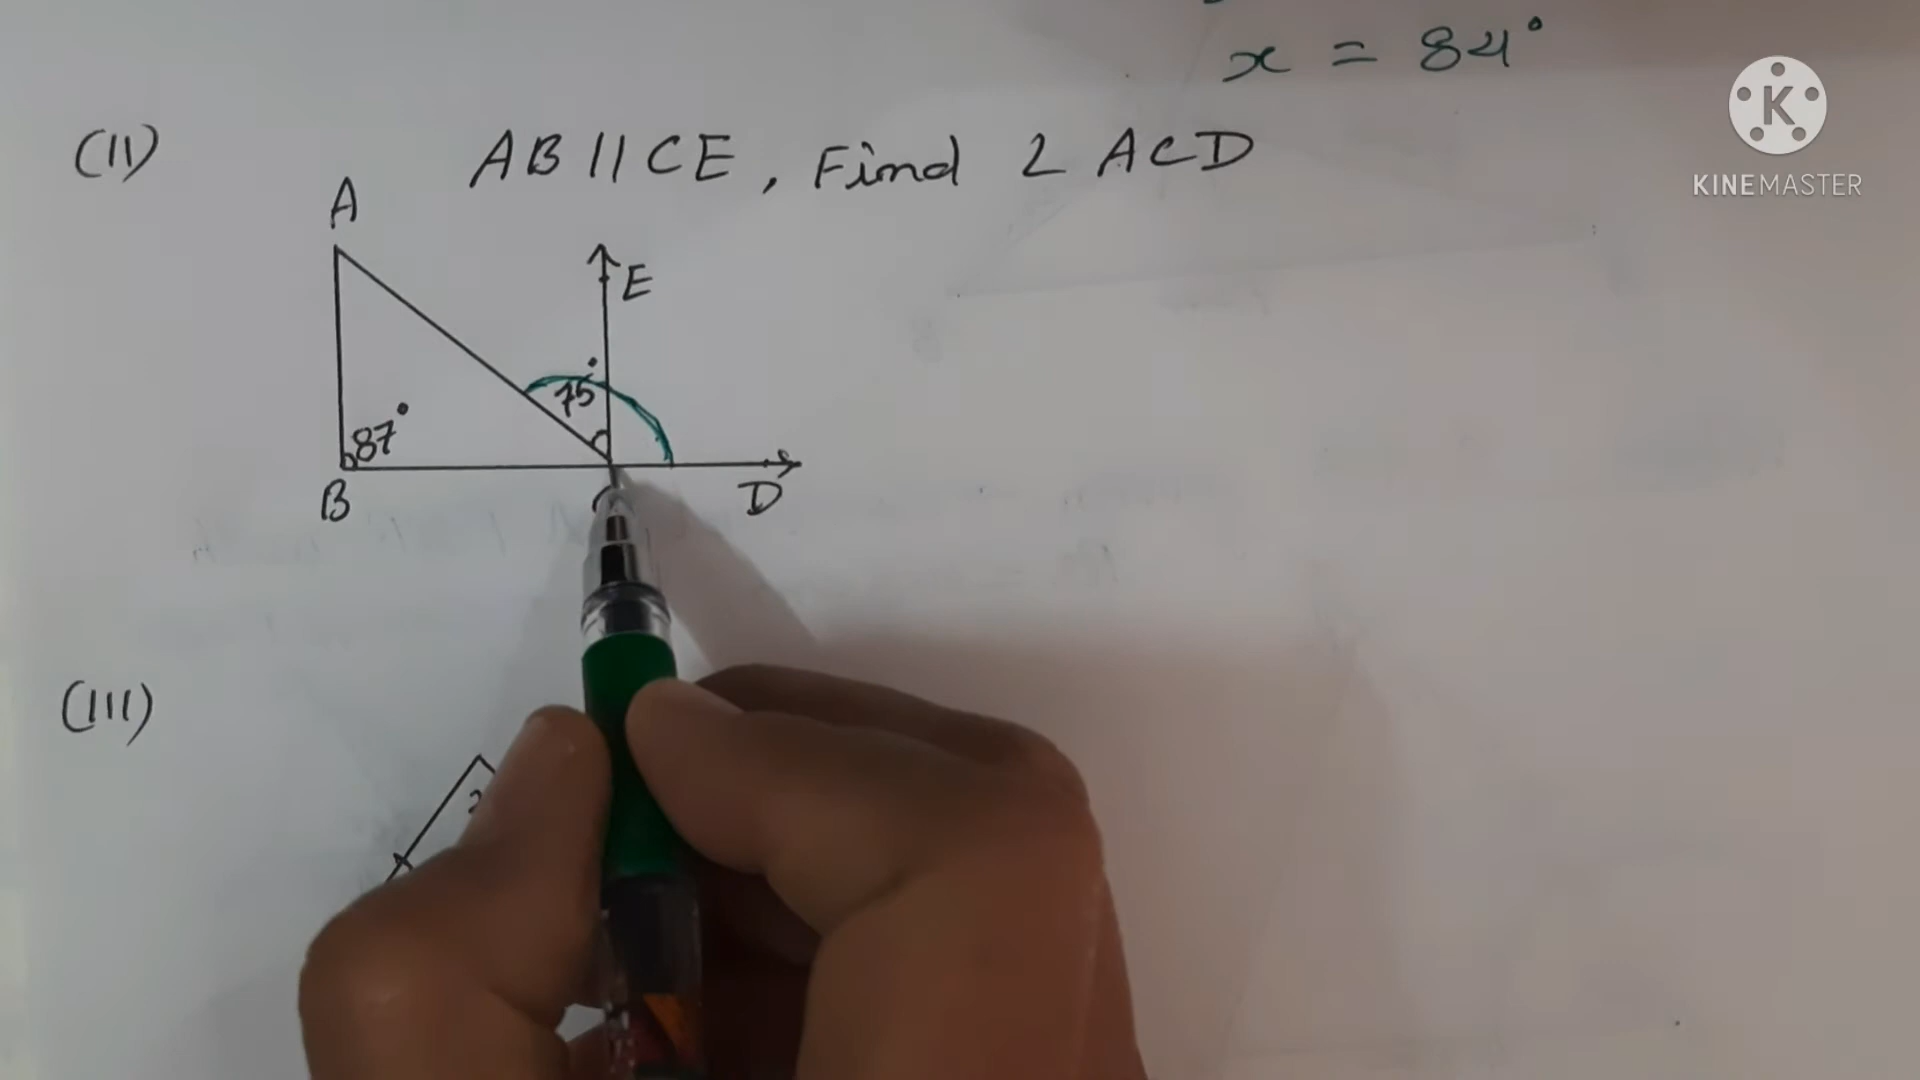 x = 84°
K
KINEMASTER
(II) AB || CE, Find ∠ ACD
A
E
75°
87°
B C D
(III)